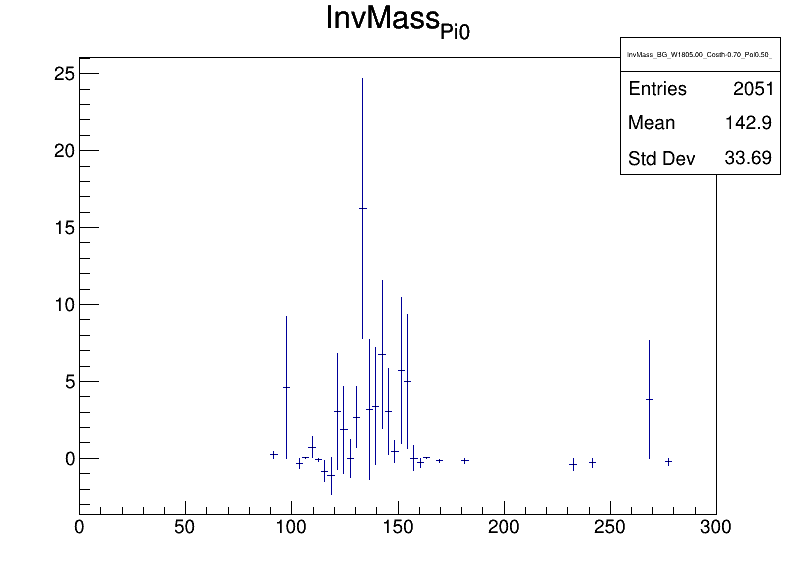 InvMass_Pi0
InvMass_BG_W1805.00_Costh-0.70_Pol0.50_
Entries 2051
Mean 142.9
Std Dev 33.69
25
20
15
10
5
0
0 50 100 150 200 250 300